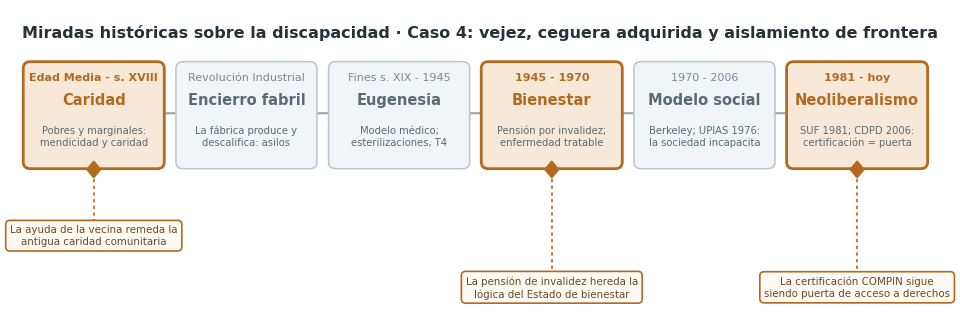 Miradas históricas sobre la discapacidad · Caso 4: vejez, ceguera adquirida y aislamiento de frontera
Edad Media - s. XVIII
Caridad
Pobres y marginales:
mendicidad y caridad
Revolución Industrial
Encierro fabril
La fábrica produce y
descalifica: asilos
Fines s. XIX - 1945
Eugenesia
Modelo médico;
esterilizaciones, T4
1945 - 1970
Bienestar
Pensión por invalidez;
enfermedad tratable
1970 - 2006
Modelo social
Berkeley; UPIAS 1976:
la sociedad incapacita
1981 - hoy
Neoliberalismo
SUF 1981; CDPD 2006:
certificación = puerta
La ayuda de la vecina remeda la
antigua caridad comunitaria
La pensión de invalidez hereda la
lógica del Estado de bienestar
La certificación COMPIN sigue
siendo puerta de acceso a derechos